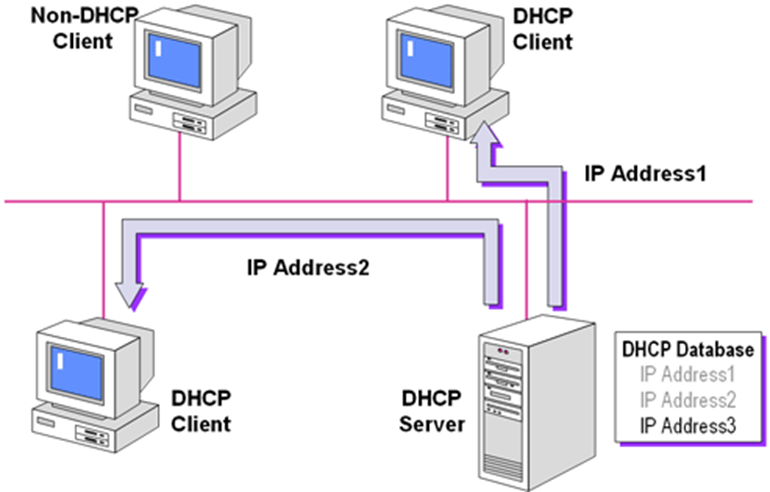 Non-DHCP
Client
DHCP
Client
IP Address1
IP Address2
DHCP
Client
DHCP
Server
DHCP Database
IP Address1
IP Address2
IP Address3